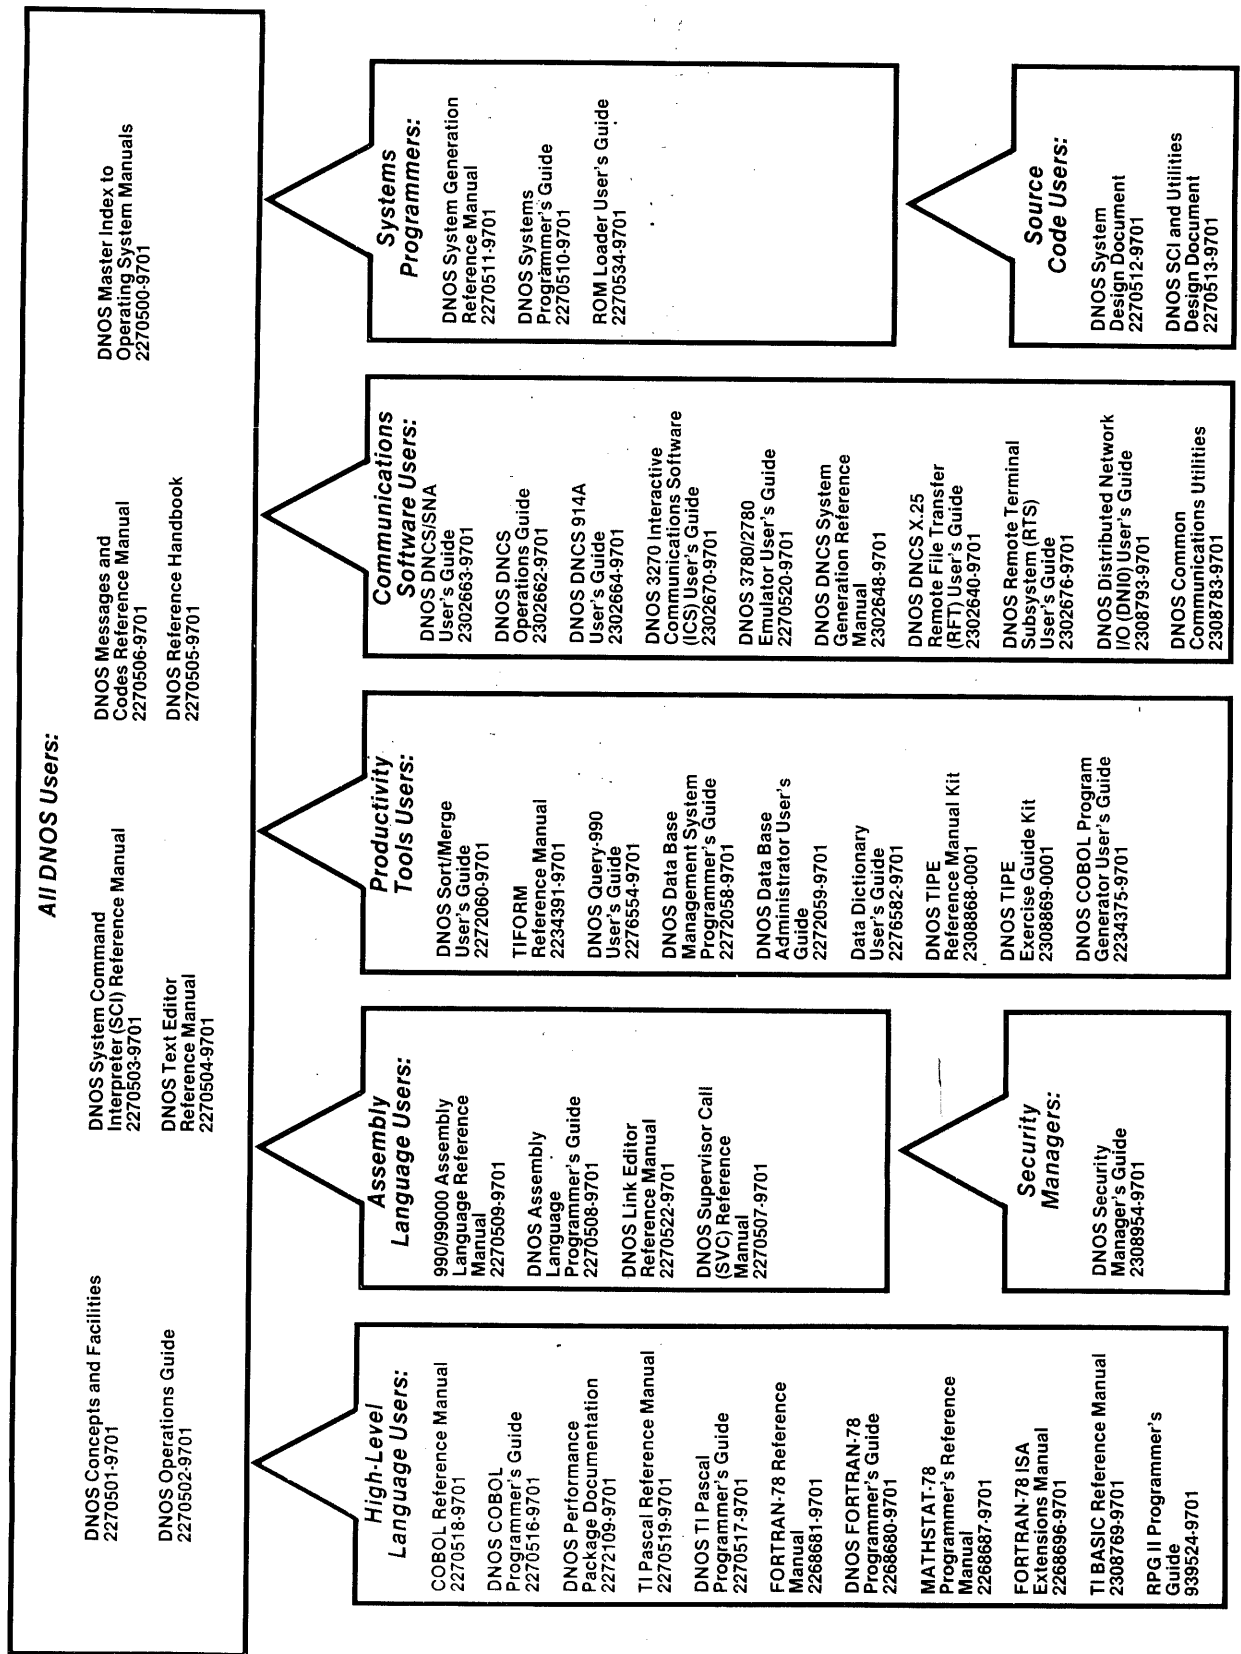 All DNOS Users:
DNOS Concepts and Facilities
2270501-9701
DNOS Operations Guide
2270502-9701
DNOS System Command
Interpreter (SCI) Reference Manual
2270503-9701
DNOS Text Editor
Reference Manual
2270504-9701
DNOS Messages and
Codes Reference Manual
2270506-9701
DNOS Reference Handbook
2270505-9701
DNOS Master Index to
Operating System Manuals
2270500-9701
High-Level
Language Users:
COBOL Reference Manual
2270518-9701
DNOS COBOL
Programmer's Guide
2270516-9701
DNOS Performance
Package Documentation
2272109-9701
TI Pascal Reference Manual
2270519-9701
DNOS TI Pascal
Programmer's Guide
2270517-9701
FORTRAN-78 Reference
Manual
2268681-9701
DNOS FORTRAN-78
Programmer's Guide
2268680-9701
MATHSTAT-78
Programmer's Reference
Manual
2268687-9701
FORTRAN-78 ISA
Extensions Manual
2268696-9701
TI BASIC Reference Manual
2308769-9701
RPG II Programmer's
Guide
939524-9701
Assembly
Language Users:
990/99000 Assembly
Language Reference
Manual
2270509-9701
DNOS Assembly
Language
Programmer's Guide
2270508-9701
DNOS Link Editor
Reference Manual
2270522-9701
DNOS Supervisor Call
(SVC) Reference
Manual
2270507-9701
Security
Managers:
DNOS Security
Manager's Guide
2308954-9701
Productivity
Tools Users:
DNOS Sort/Merge
User's Guide
2272060-9701
TIFORM
Reference Manual
2234391-9701
DNOS Query-990
User's Guide
2276554-9701
DNOS Data Base
Management System
Programmer's Guide
2272058-9701
DNOS Data Base
Administrator User's
Guide
2272059-9701
Data Dictionary
User's Guide
2276582-9701
DNOS TIPE
Reference Manual Kit
2308868-0001
DNOS TIPE
Exercise Guide Kit
2308869-0001
DNOS COBOL Program
Generator User's Guide
2234375-9701
Communications
Software Users:
DNOS DNCS/SNA
User's Guide
2302663-9701
DNOS DNCS
Operations Guide
2302662-9701
DNOS DNCS 914A
User's Guide
2302664-9701
DNOS 3270 Interactive
Communications Software
(ICS) User's Guide
2302670-9701
DNOS 3780/2780
Emulator User's Guide
2270520-9701
DNOS DNCS System
Generation Reference
Manual
2302648-9701
DNOS DNCS X.25
Remote File Transfer
(RFT) User's Guide
2302640-9701
DNOS Remote Terminal
Subsystem (RTS)
User's Guide
2302676-9701
DNOS Distributed Network
I/O (DNIO) User's Guide
2308793-9701
DNOS Common
Communications Utilities
2308783-9701
Systems
Programmers:
DNOS System Generation
Reference Manual
2270511-9701
DNOS Systems
Programmer's Guide
2270510-9701
ROM Loader User's Guide
2270534-9701
Source
Code Users:
DNOS System
Design Document
2270512-9701
DNOS SCI and Utilities
Design Document
2270513-9701